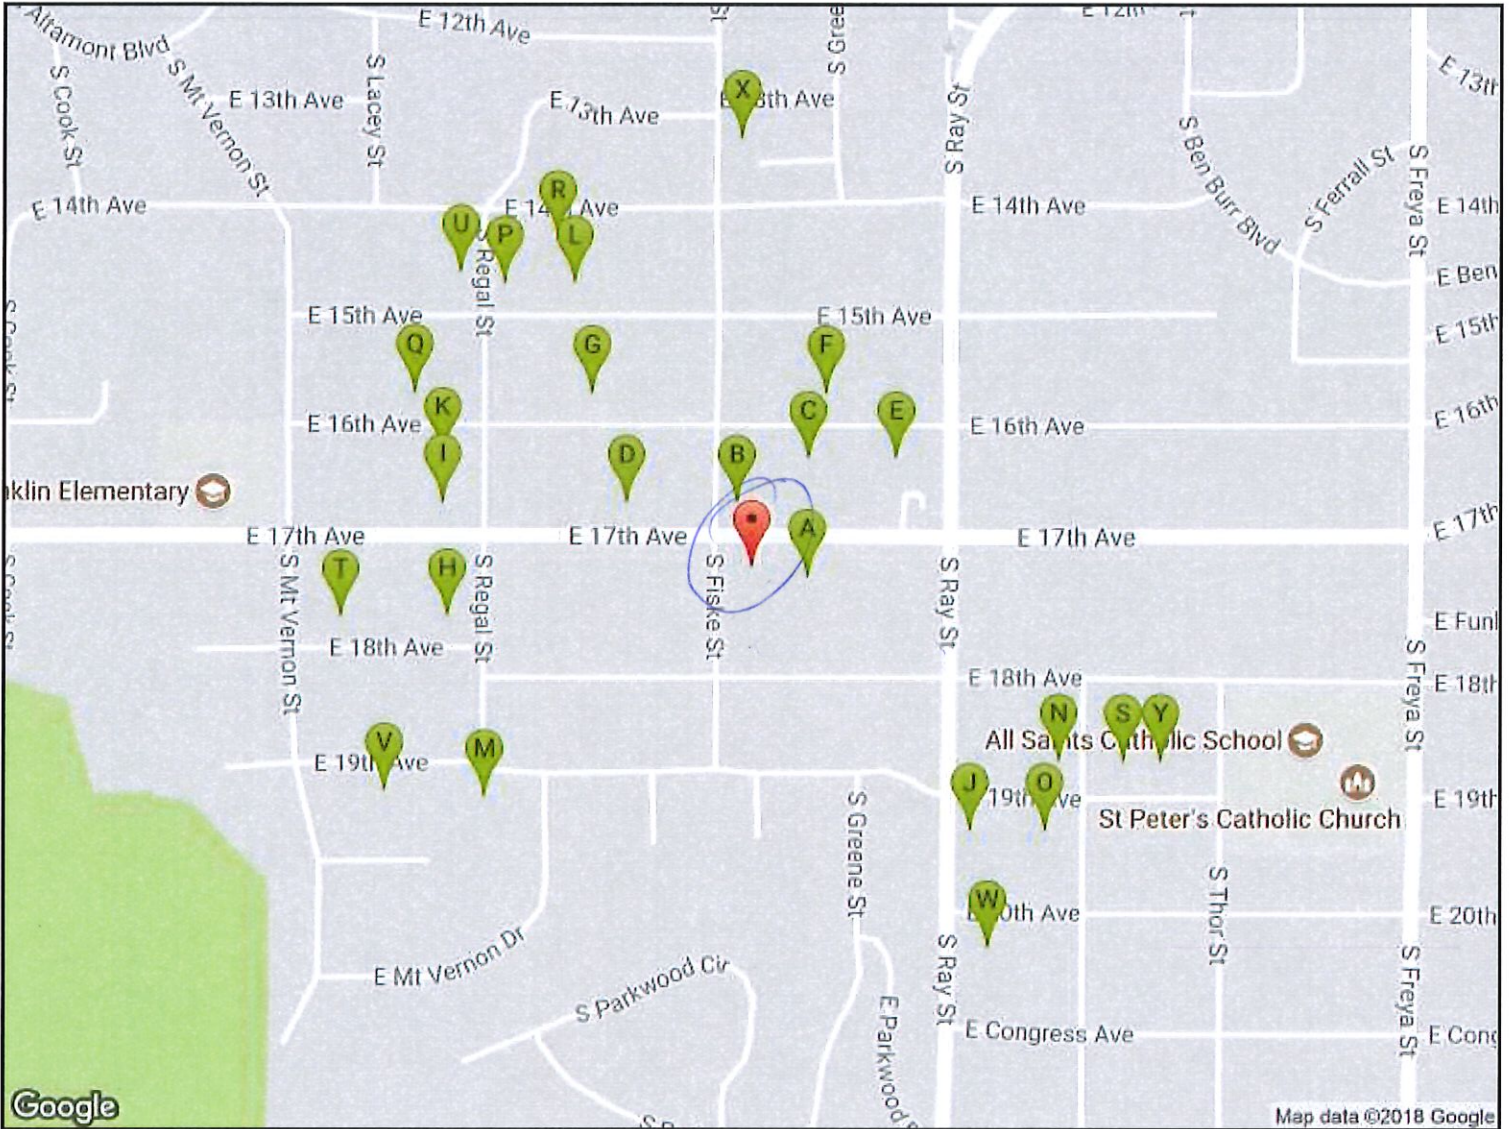 Altamont Blvd
E 12th Ave
S Cook St
S Mt Vernon St
E 13th Ave
S Lacey St
E 13th Ave
X
S Ray St
E 13th
S Ben Burr Blvd
S Ferrall St
S Freya St
E 14th Ave
R
E 14th Ave
E 14th Ave
E 14th
U
P
L
S Regal St
E Ben
E 15th Ave
E 15th Ave
E 15th
Q
G
F
K
C
E
E 16th Ave
E 16th Ave
E 16th
I
D
B
klin Elementary
E 17th Ave
E 17th Ave
A
E 17th Ave
E 17th
T
H
S Mt Vernon St
S Regal St
S Fiske St
S Ray St
E 18th Ave
E 18th Ave
E 18th
S Freya St
N
S
Y
All Saints Catholic School
V
M
E 19th Ave
J
O
19th Ave
E 19th
St Peter's Catholic Church
S Greene St
S Thor St
W
20th Ave
E 20th
E Mt Vernon Dr
S Parkwood Cir
E Parkwood
S Ray St
S Freya St
E Congress Ave
E Cong
Google
Map data ©2018 Google